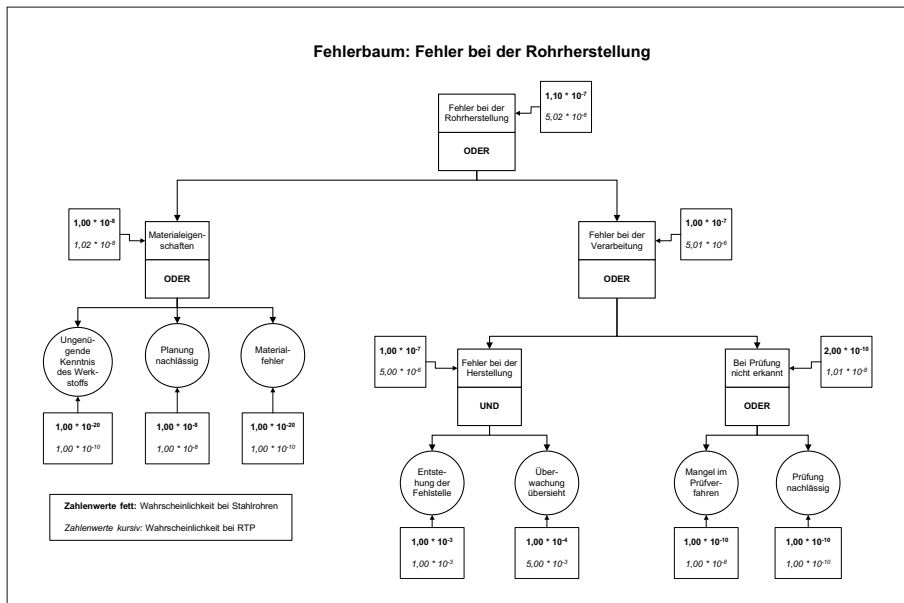 Fehlerbaum: Fehler bei der Rohrherstellung
Fehler bei der
Rohrherstellung
ODER
1,10 * 10⁻⁷
5,02 * 10⁻⁶
1,00 * 10⁻⁸
1,02 * 10⁻⁸
Materialeigen-
schaften
ODER
Fehler bei der
Verarbeitung
ODER
1,00 * 10⁻⁷
5,01 * 10⁻⁶
Ungenü-
gende
Kenntnis
des Werk-
stoffs
Planung
nachlässig
Material-
fehler
1,00 * 10⁻²⁰
1,00 * 10⁻¹⁰
1,00 * 10⁻⁸
1,00 * 10⁻⁸
1,00 * 10⁻²⁰
1,00 * 10⁻¹⁰
1,00 * 10⁻⁷
5,00 * 10⁻⁶
Fehler bei der
Herstellung
UND
Bei Prüfung
nicht erkannt
ODER
2,00 * 10⁻¹⁰
1,01 * 10⁻⁸
Entste-
hung der
Fehlstelle
Über-
wachung
übersieht
Mangel im
Prüfver-
fahren
Prüfung
nachlässig
1,00 * 10⁻³
1,00 * 10⁻³
1,00 * 10⁻⁴
5,00 * 10⁻³
1,00 * 10⁻¹⁰
1,00 * 10⁻⁸
1,00 * 10⁻¹⁰
1,00 * 10⁻¹⁰
Zahlenwerte fett: Wahrscheinlichkeit bei Stahlrohren
Zahlenwerte kursiv: Wahrscheinlichkeit bei RTP